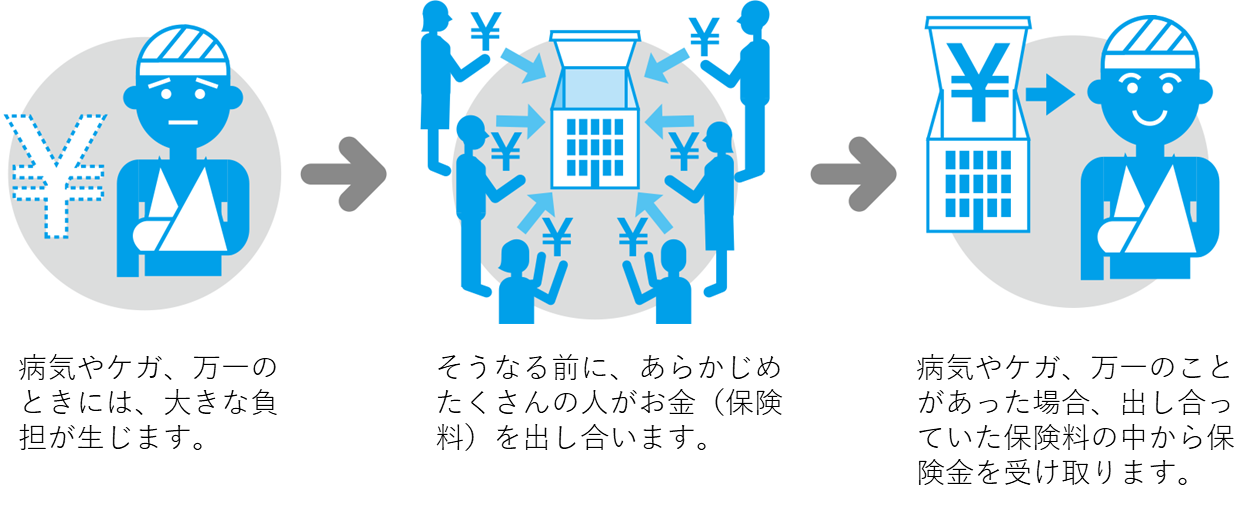 ¥
¥
¥
¥
¥
¥
¥
¥
病気やケガ、万一の
ときには、大きな負
担が生じます。
そうなる前に、あらかじめ
たくさんの人がお金（保険
料）を出し合います。
病気やケガ、万一のこと
があった場合、出し合っ
ていた保険料の中から保
険金を受け取ります。